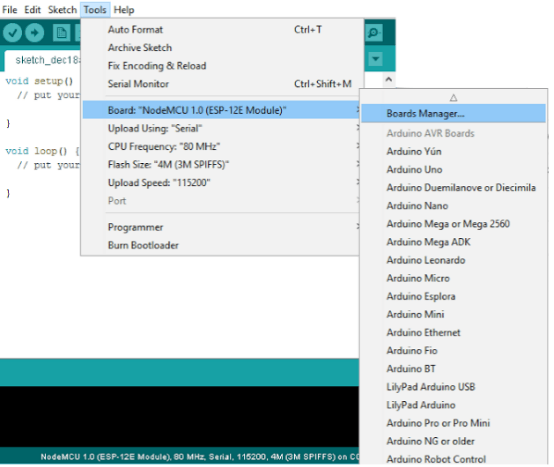 File Edit Sketch Tools Help
sketch_dec18
void setup()
// put your
}
void loop() {
// put your
}
Auto Format Ctrl+T
Archive Sketch
Fix Encoding & Reload
Serial Monitor Ctrl+Shift+M
Board: "NodeMCU 1.0 (ESP-12E Module)"
Upload Using: "Serial"
CPU Frequency: "80 MHz"
Flash Size: "4M (3M SPIFFS)"
Upload Speed: "115200"
Port
Programmer
Burn Bootloader
Boards Manager...
Arduino AVR Boards
Arduino Yún
Arduino Uno
Arduino Duemilanove or Diecimila
Arduino Nano
Arduino Mega or Mega 2560
Arduino Mega ADK
Arduino Leonardo
Arduino Micro
Arduino Esplora
Arduino Mini
Arduino Ethernet
Arduino Fio
Arduino BT
LilyPad Arduino USB
LilyPad Arduino
Arduino Pro or Pro Mini
Arduino NG or older
Arduino Robot Control
NodeMCU 1.0 (ESP-12E Module), 80 MHz, Serial, 115200, 4M (3M SPIFFS) on